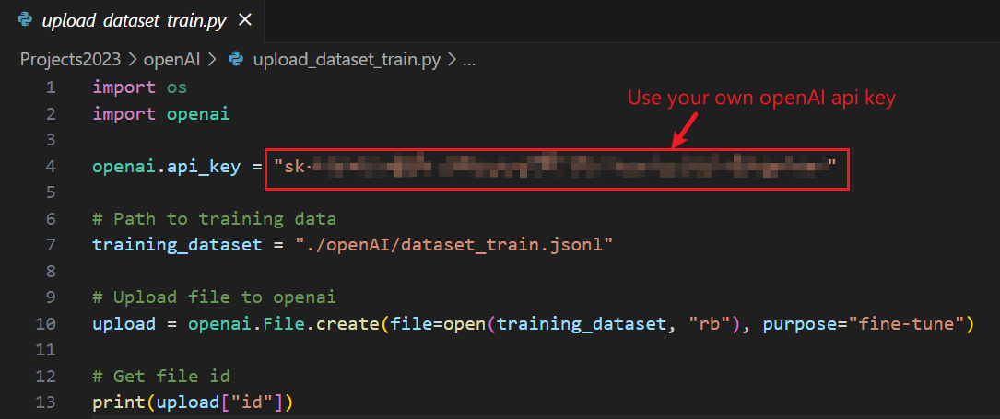 upload_dataset_train.py ×
Projects2023 > openAI > upload_dataset_train.py > ...
1 import os
2 import openai
Use your own openAI api key
3
4 openai.api_key = "sk-"
5
6 # Path to training data
7 training_dataset = "./openAI/dataset_train.jsonl"
8
9 # Upload file to openai
10 upload = openai.File.create(file=open(training_dataset, "rb"), purpose="fine-tune")
11
12 # Get file id
13 print(upload["id"])